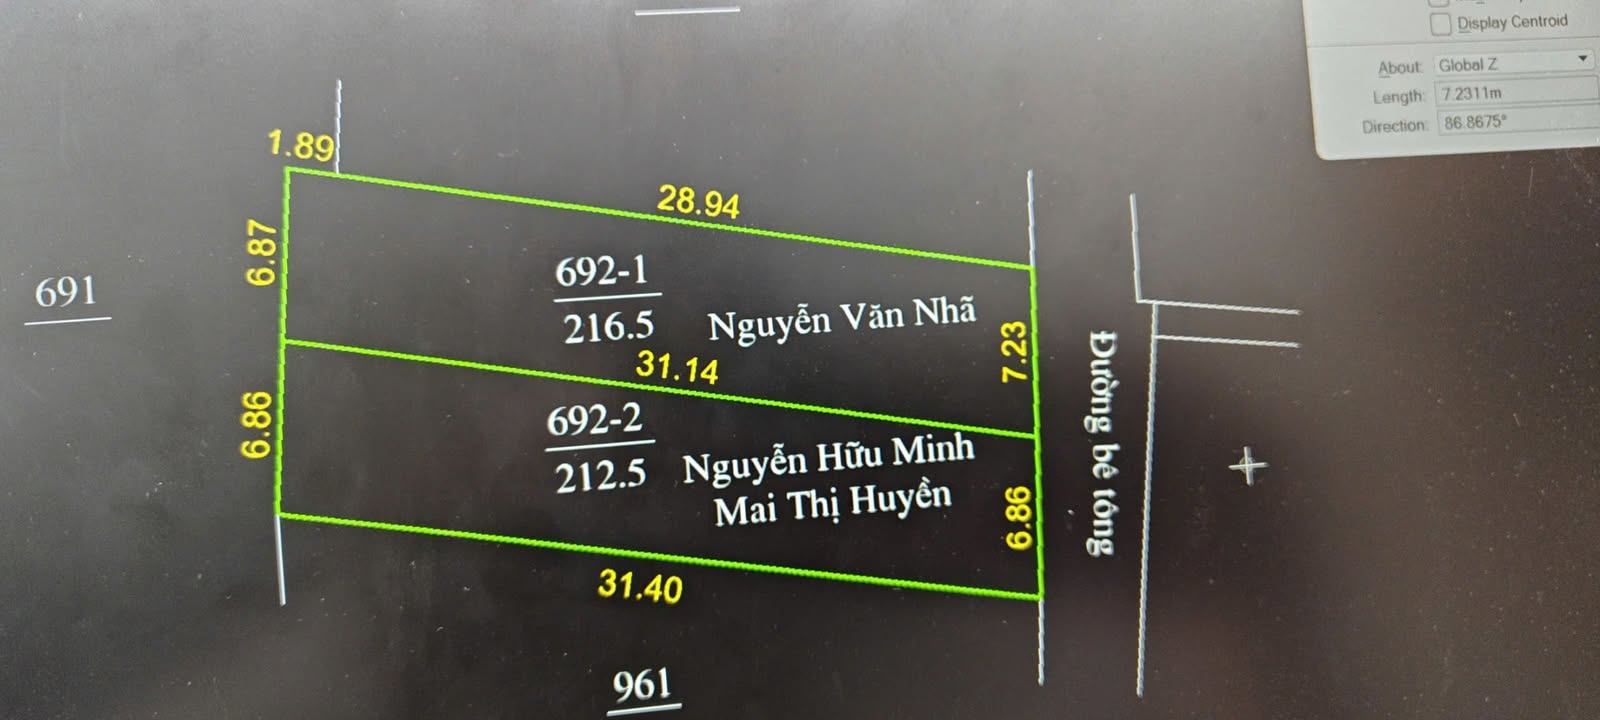 Display Centroid
About: Global Z
Length: 7.2311m
Direction: 86.8675°
1.89
28.94
6.87
692-1
216.5
Nguyễn Văn Nhã
7.23
691
31.14
6.86
692-2
212.5
Nguyễn Hữu Minh
Mai Thị Huyền
6.86
Đường bê tông
31.40
961